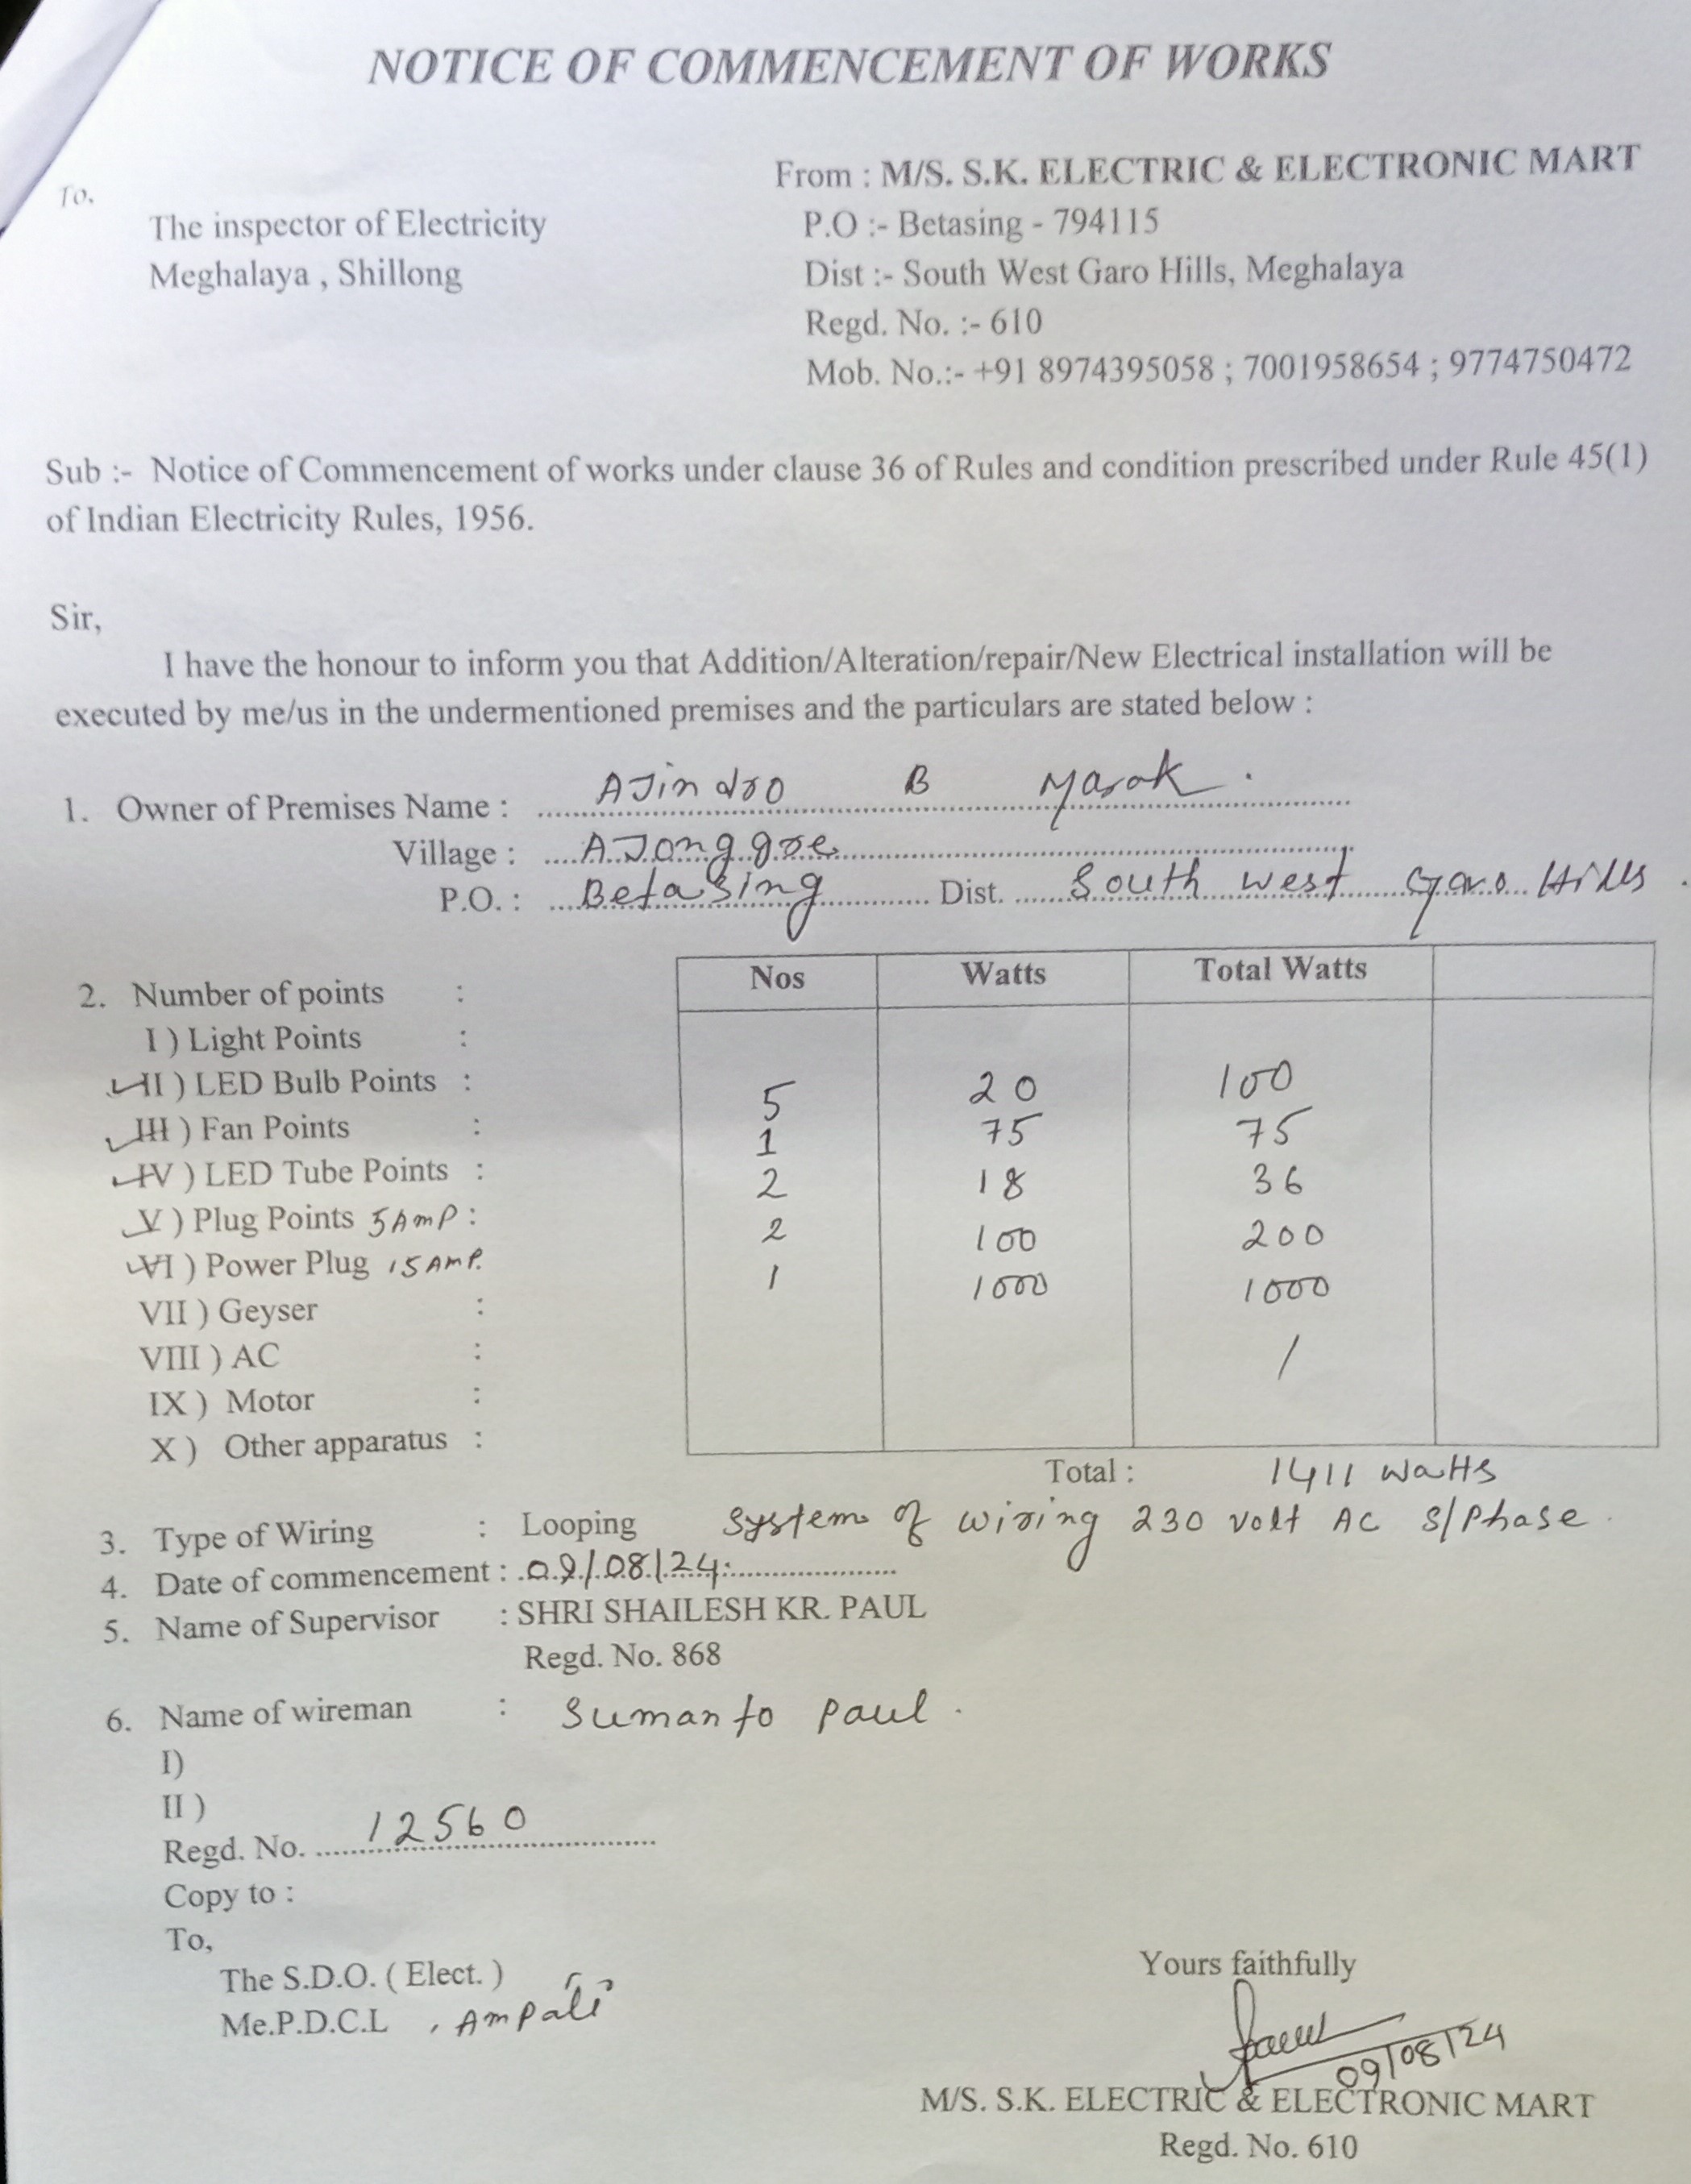 NOTICE OF COMMENCEMENT OF WORKS
To,
The inspector of Electricity
Meghalaya , Shillong
From : M/S. S.K. ELECTRIC & ELECTRONIC MART
P.O :- Betasing - 794115
Dist :- South West Garo Hills, Meghalaya
Regd. No. :- 610
Mob. No.:- +91 8974395058 ; 7001958654 ; 9774750472
Sub :- Notice of Commencement of works under clause 36 of Rules and condition prescribed under Rule 45(1)
of Indian Electricity Rules, 1956.
Sir,
I have the honour to inform you that Addition/Alteration/repair/New Electrical installation will be
executed by me/us in the undermentioned premises and the particulars are stated below :
1. Owner of Premises Name : AJindro B Marak.
Village : AJonggre
P.O. : Betasing Dist. South West Garo Hills.
Nos Watts Total Watts
2. Number of points :
I ) Light Points :
II ) LED Bulb Points : 5 20 100
III ) Fan Points : 1 75 75
IV ) LED Tube Points : 2 18 36
V ) Plug Points 5 Amp : 2 100 200
VI ) Power Plug 15 Amp. 1 1000 1000
VII ) Geyser :
VIII ) AC : /
IX ) Motor :
X ) Other apparatus :
Total : 1411 Watts
3. Type of Wiring : Looping System of wiring 230 volt AC S/Phase.
4. Date of commencement : 09/08/24.
5. Name of Supervisor : SHRI SHAILESH KR. PAUL
Regd. No. 868
6. Name of wireman : Sumanto Paul.
I)
II )
Regd. No. 12560
Copy to :
To,
The S.D.O. ( Elect. )
Me.P.D.C.L , Ampati
Yours faithfully
09/08/24
M/S. S.K. ELECTRIC & ELECTRONIC MART
Regd. No. 610